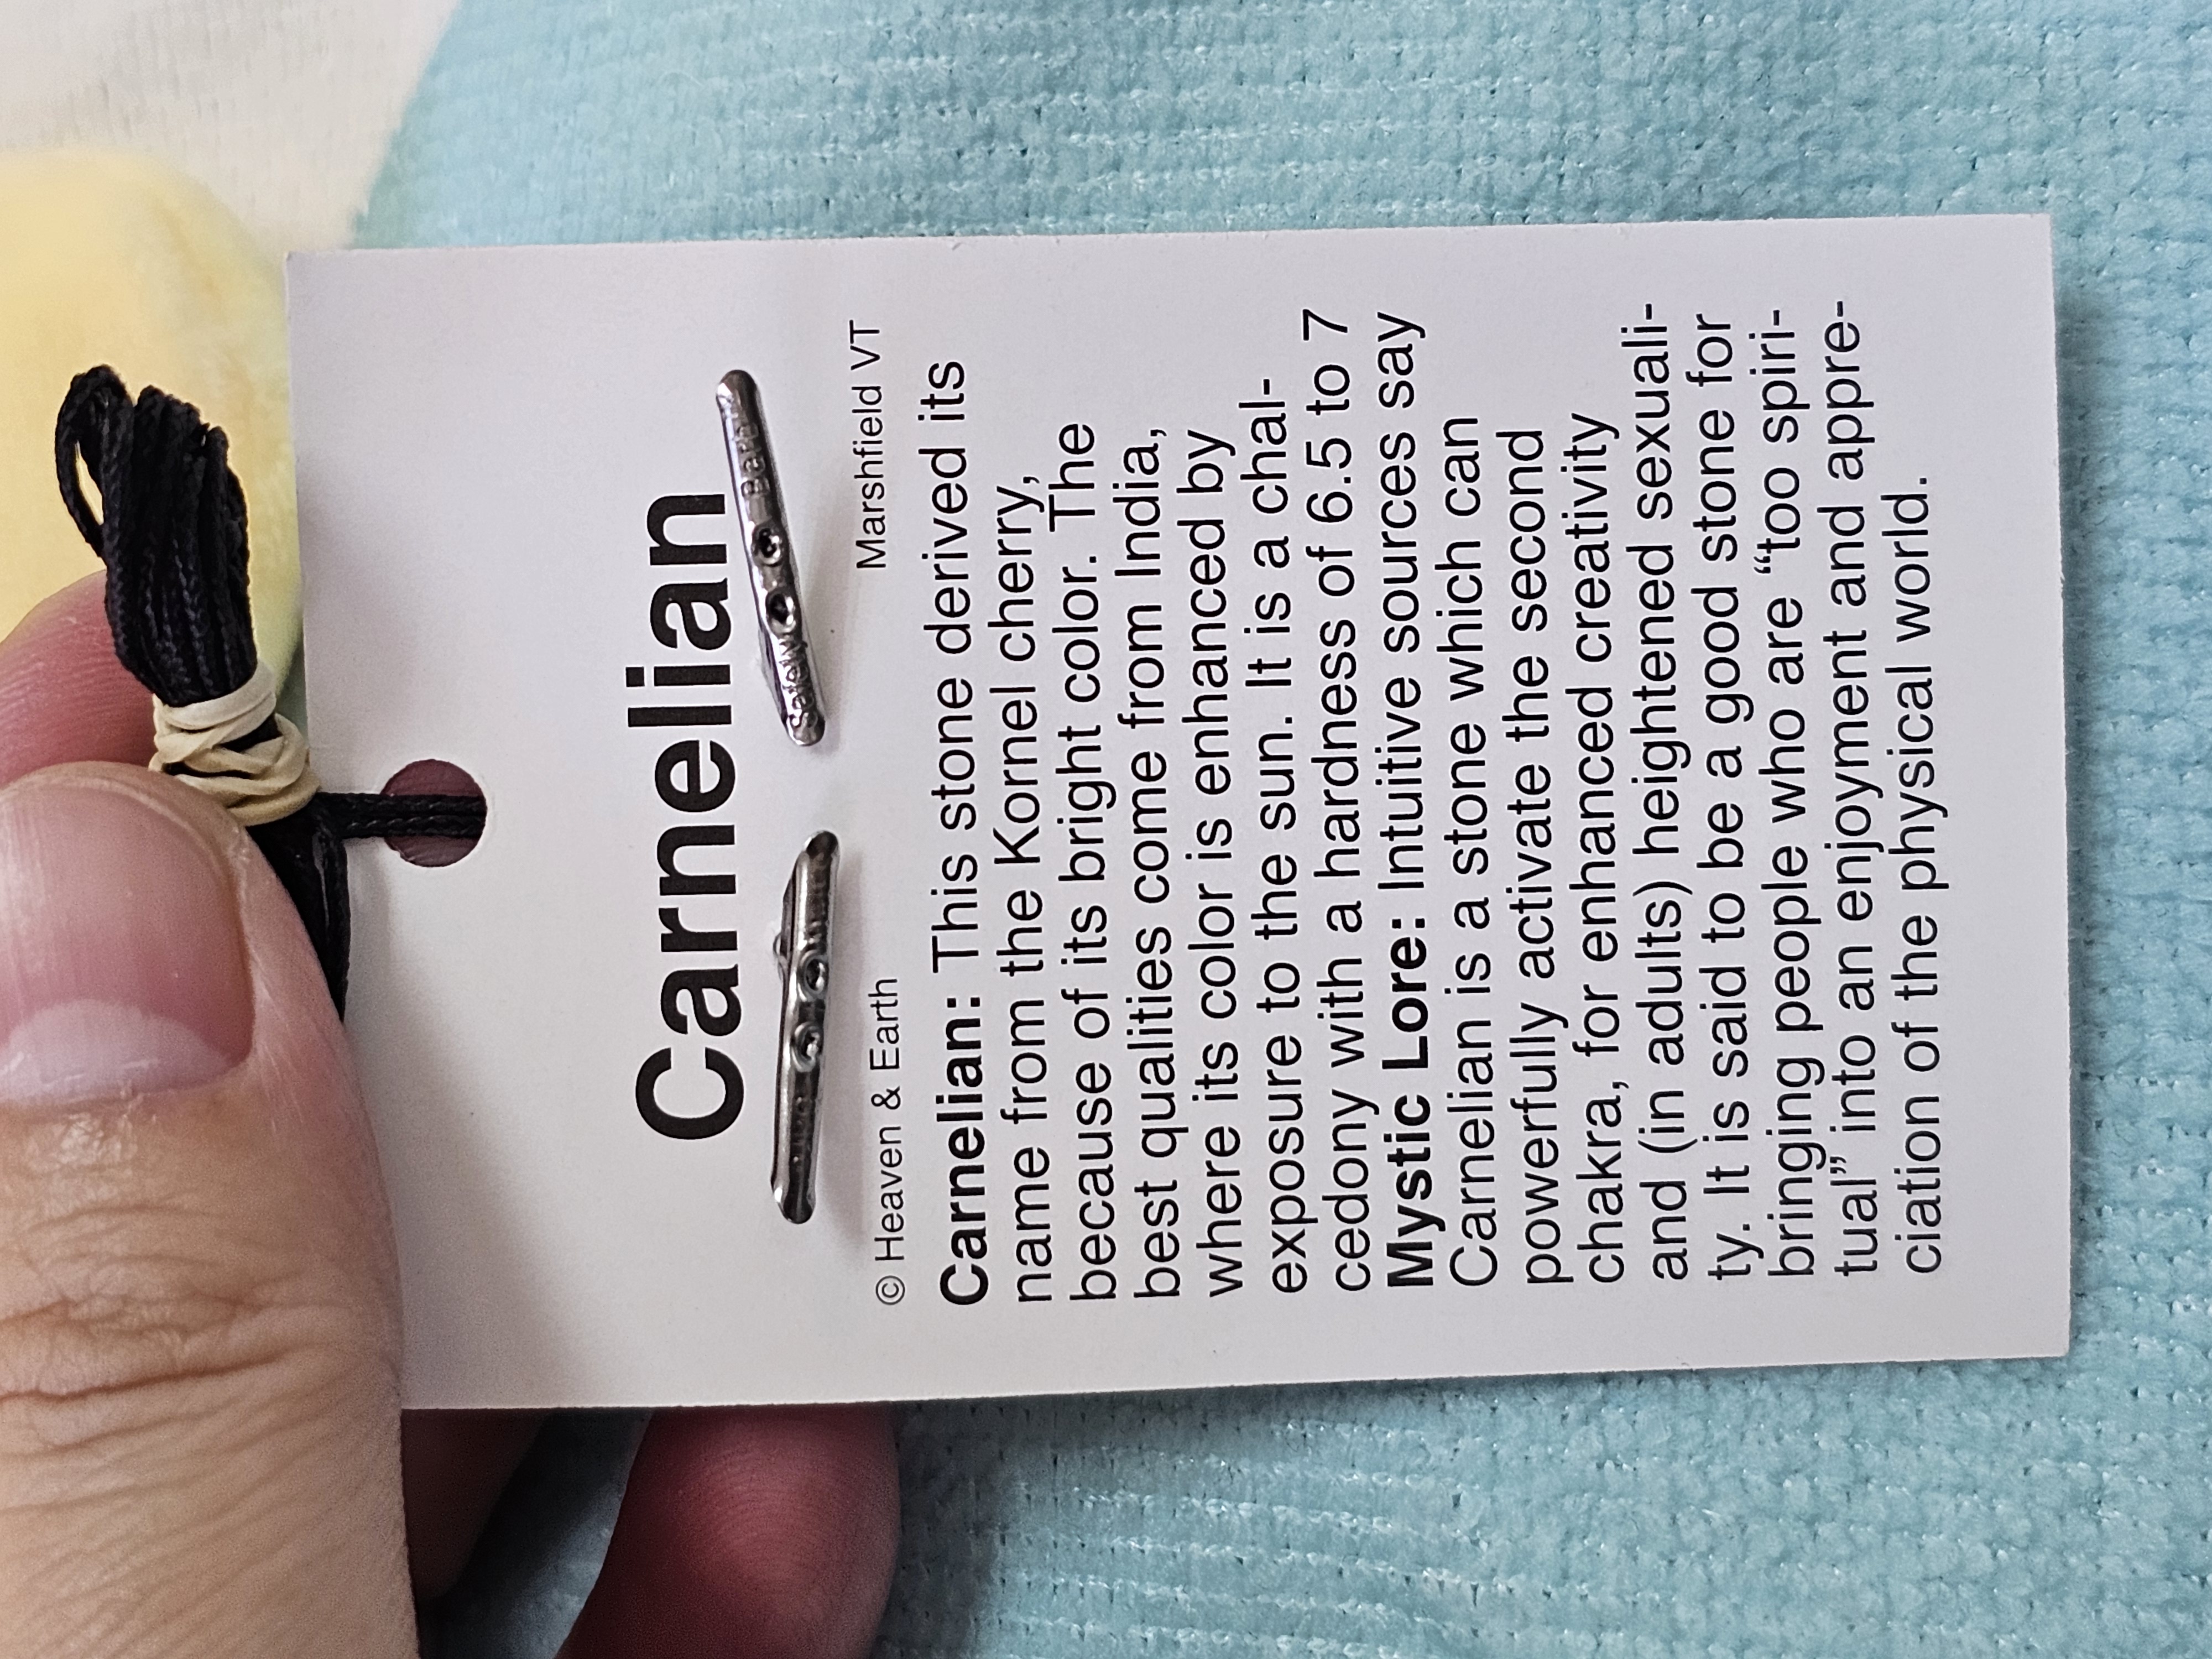 Carnelian
Safety Barb
© Heaven & Earth Marshfield VT
Carnelian: This stone derived its
name from the Kornel cherry,
because of its bright color. The
best qualities come from India,
where its color is enhanced by
exposure to the sun. It is a chal-
cedony with a hardness of 6.5 to 7
Mystic Lore: Intuitive sources say
Carnelian is a stone which can
powerfully activate the second
chakra, for enhanced creativity
and (in adults) heightened sexuali-
ty. It is said to be a good stone for
bringing people who are “too spiri-
tual” into an enjoyment and appre-
ciation of the physical world.